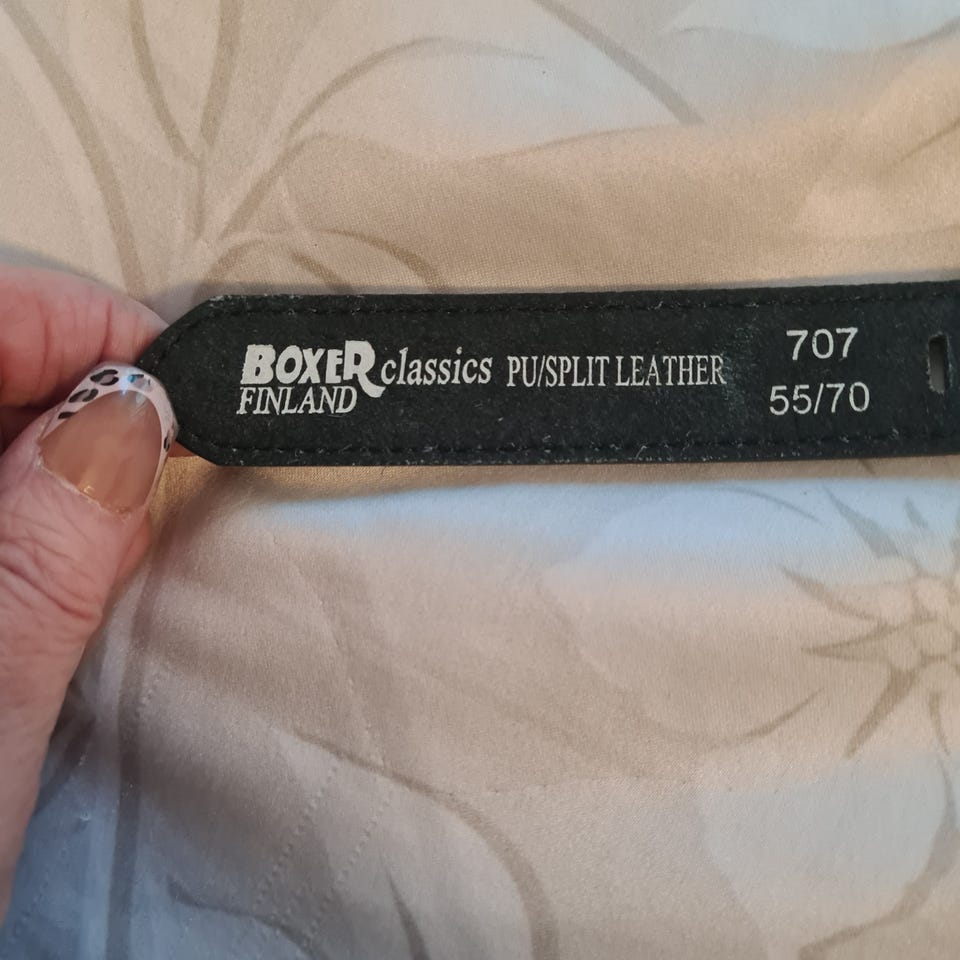 BOXER classics PU/SPLIT LEATHER
FINLAND
707
55/70